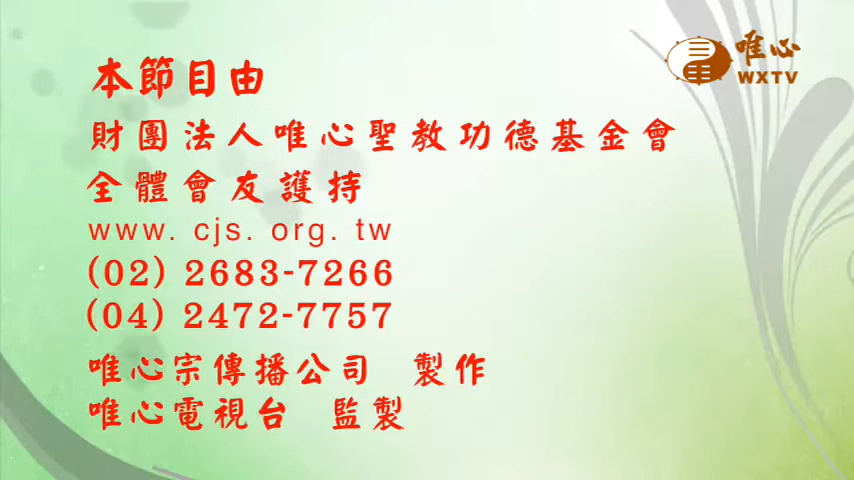 唯心
WXTV
本節目由
財團法人唯心聖教功德基金會
全體會友護持
www. cjs. org. tw
(02) 2683-7266
(04) 2472-7757
唯心宗傳播公司 製作
唯心電視台 監製